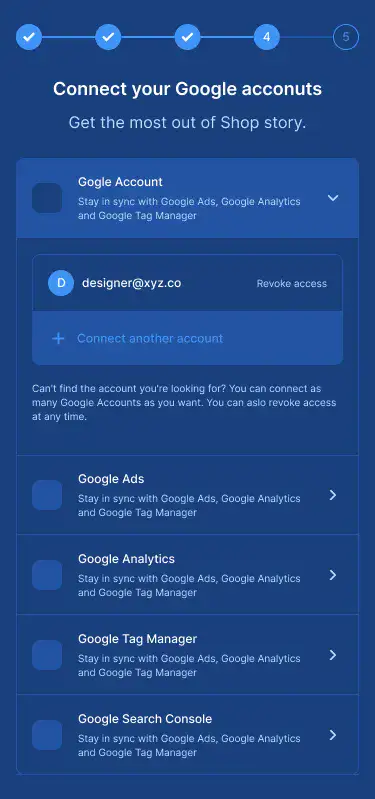 4
5
Connect your Google acconuts
Get the most out of Shop story.
Gogle Account
Stay in sync with Google Ads, Google Analytics
and Google Tag Manager
D
designer@xyz.co
Revoke access
Connect another account
Can't find the account you're looking for? You can connect as
many Google Accounts as you want. You can aslo revoke access
at any time.
Google Ads
Stay in sync with Google Ads, Google Analytics
and Google Tag Manager
Google Analytics
Stay in sync with Google Ads, Google Analytics
and Google Tag Manager
Google Tag Manager
Stay in sync with Google Ads, Google Analytics
and Google Tag Manager
Google Search Console
Stay in sync with Google Ads, Google Analytics
and Google Tag Manager